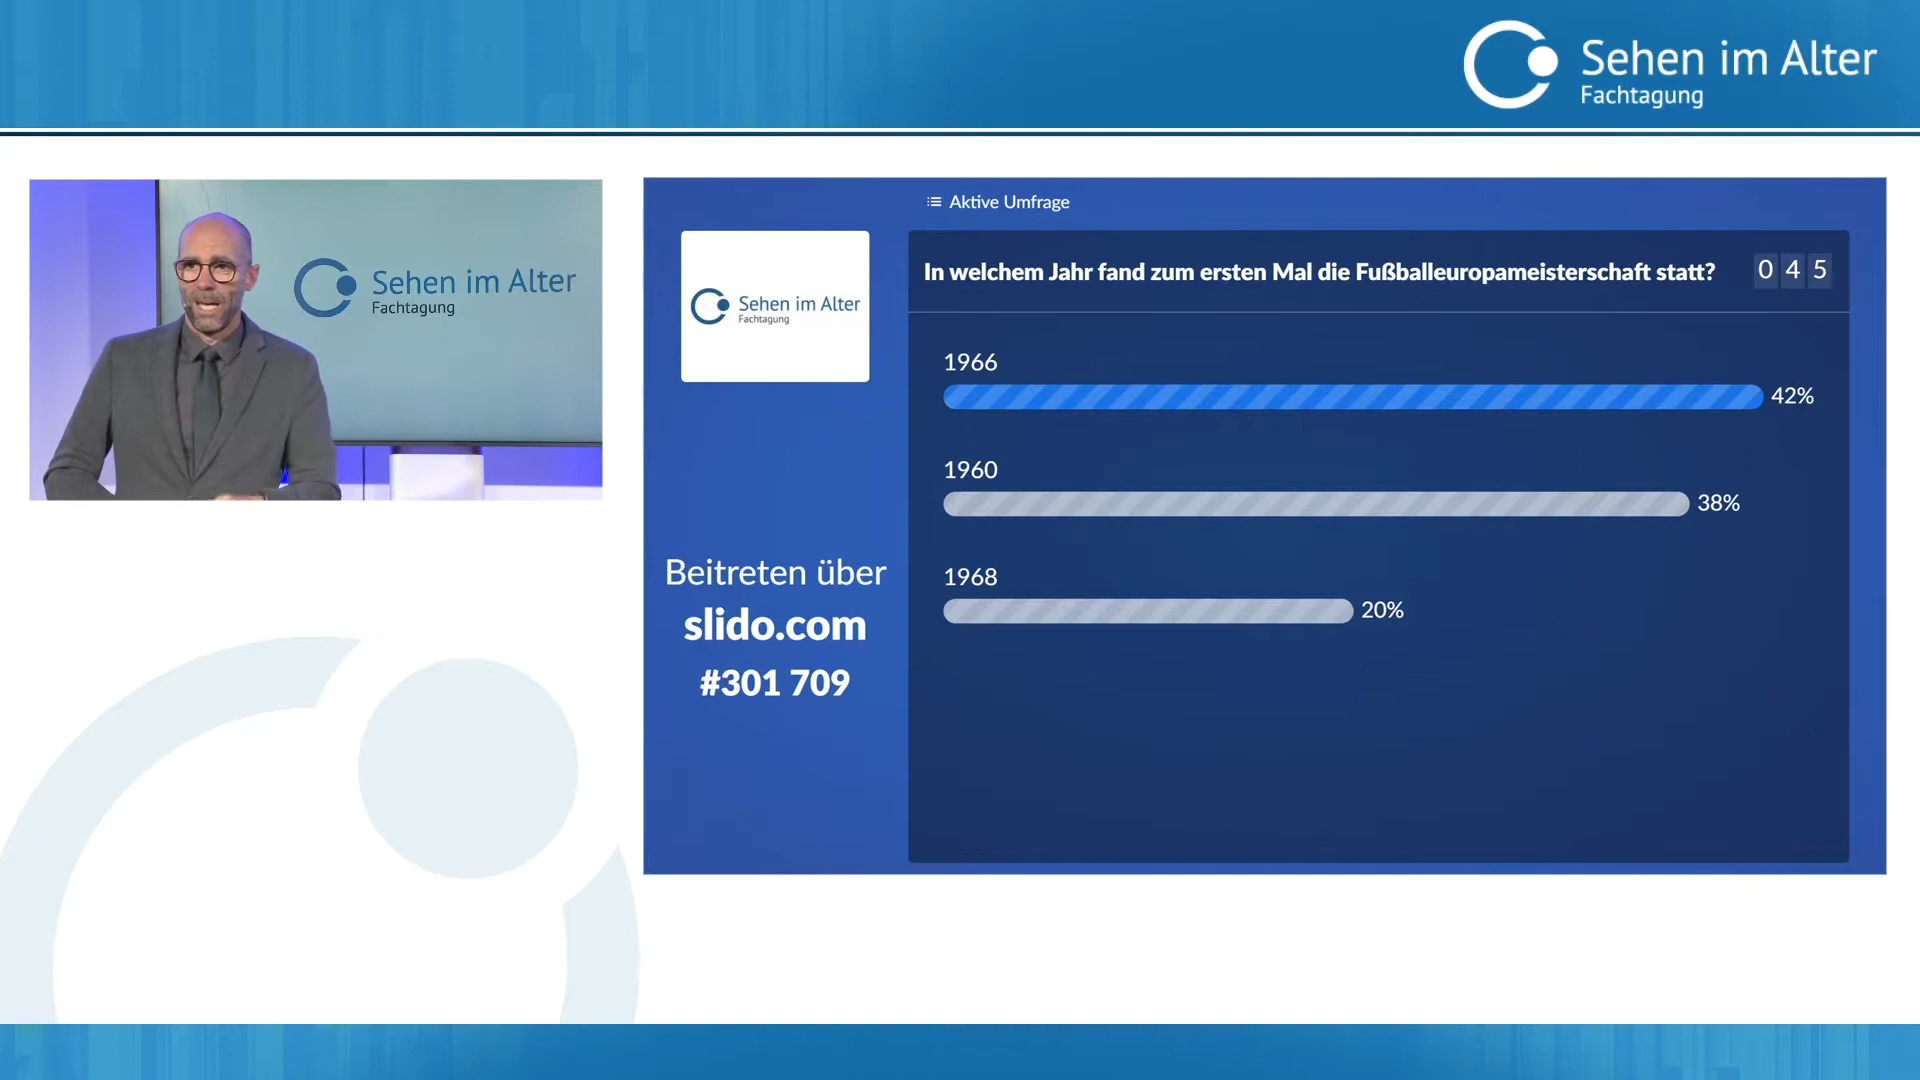 Sehen im Alter
Fachtagung
Sehen im Alter
Fachtagung
Aktive Umfrage
Sehen im Alter
Fachtagung
In welchem Jahr fand zum ersten Mal die Fußballeuropameisterschaft statt?
0 4 5
1966
42%
1960
38%
1968
20%
Beitreten über
slido.com
#301 709